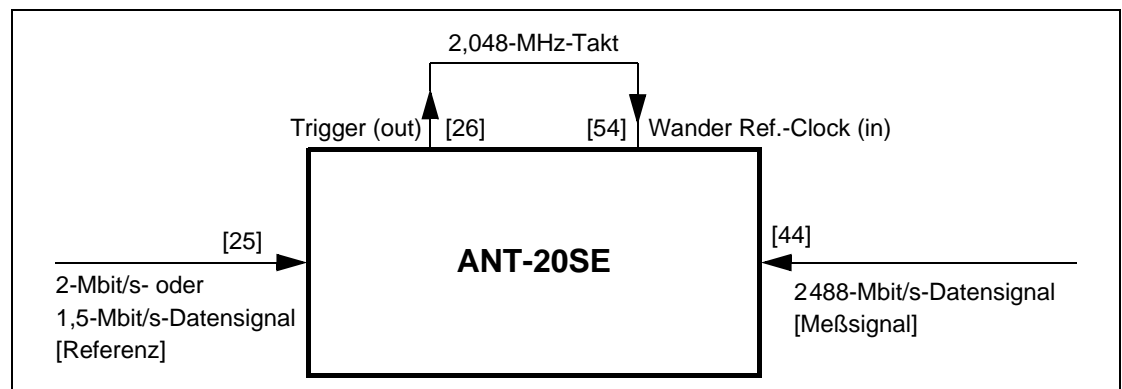 2,048-MHz-Takt
Trigger (out) [26] [54] Wander Ref.-Clock (in)
[25]
ANT-20SE
[44]
2-Mbit/s- oder
1,5-Mbit/s-Datensignal
[Referenz]
2488-Mbit/s-Datensignal
[Meßsignal]